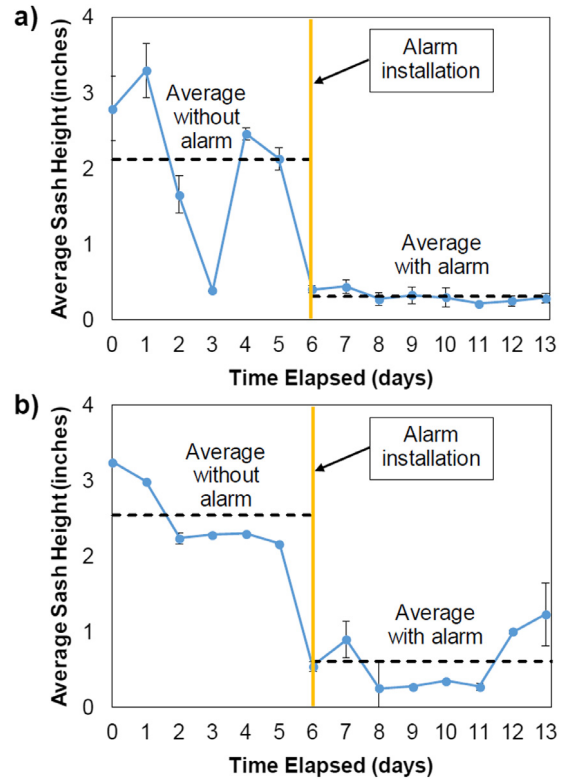 a)
Average Sash Height (inches)
4
3
2
1
0
Average
without
alarm
Alarm
installation
Average
with alarm
0 1 2 3 4 5 6 7 8 9 10 11 12 13
Time Elapsed (days)
b)
Average Sash Height (inches)
4
3
2
1
0
Average
without
alarm
Alarm
installation
Average
with alarm
0 1 2 3 4 5 6 7 8 9 10 11 12 13
Time Elapsed (days)